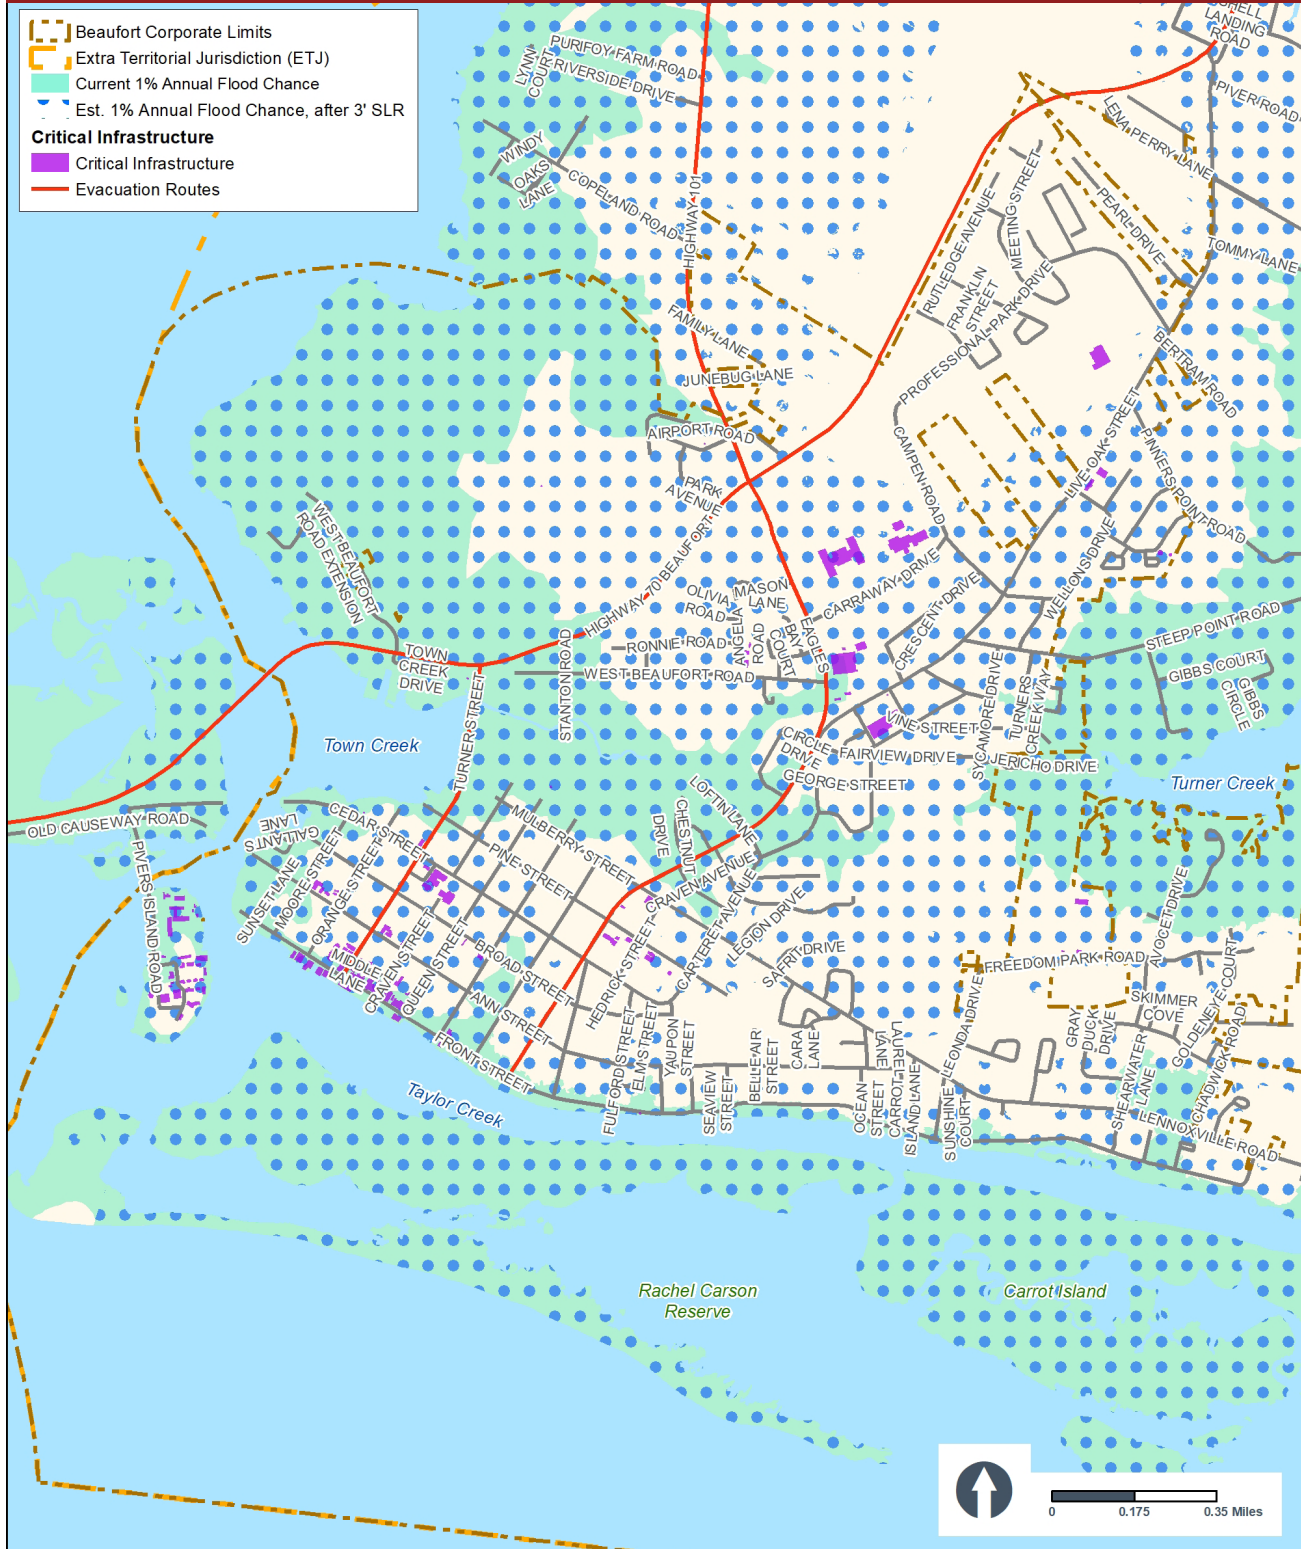 Beaufort Corporate Limits
Extra Territorial Jurisdiction (ETJ)
Current 1% Annual Flood Chance
Est. 1% Annual Flood Chance, after 3' SLR
Critical Infrastructure
Critical Infrastructure
Evacuation Routes
LANDING
ROAD
PURIFOY FARM ROAD
LYNN
COURT
RIVERSIDE DRIVE
RIVER ROAD
LENA PERRY LANE
WINDY
OAKS
LANE
COPELAND ROAD
HIGHWAY 101
MEETING STREET
RUTLEDGE AVENUE
PEARL DRIVE
TOMMY LANE
FRANKLIN
STREET
PROFESSIONAL PARK DRIVE
FAMILY LANE
JUNEBUG LANE
BERTRAM ROAD
AIRPORT ROAD
CAMPEN ROAD
LIVE OAK STREET
PINNERS POINT ROAD
PARK
AVENUE
WEST BEAUFORT
ROAD EXTENSION
HIGHWAY 70 BEAUFORT
OLIVIA
ROAD
MASON
LANE
CARRAWAY DRIVE
CRESCENT DRIVE
WELLONS DRIVE
STEEP POINT ROAD
ANGELA
ROAD
BAY
COURT
EAGLES
RONNIE ROAD
WEST BEAUFORT ROAD
STANTON ROAD
TOWN
CREEK
DRIVE
GIBBS COURT
GIBBS
CIRCLE
TURNER STREET
SYCAMORE DRIVE
TURNERS
CREEK WAY
VINE STREET
CIRCLE
DRIVE
FAIRVIEW DRIVE
JERICHO DRIVE
GEORGE STREET
Town Creek
Turner Creek
OLD CAUSEWAY ROAD
GALLANTS
LANE
CEDAR STREET
MULBERRY STREET
PINE STREET
LOFTIN LANE
CHESTNUT
DRIVE
PIVERS ISLAND ROAD
SUNSET LANE
MOORE STREET
ORANGE STREET
CRAVEN AVENUE
CARTERET AVENUE
LEGION DRIVE
AVOCET DRIVE
MIDDLE
LANE
CRAVEN STREET
QUEEN STREET
BROAD STREET
ANN STREET
HEDRICK STREET
SAFRIT DRIVE
FREEDOM PARK ROAD
SKIMMER
COVE
GOLDENEYE COURT
FRONT STREET
FULFORD STREET
ELM STREET
YAUPON
STREET
SEAVIEW
STREET
BELLE AIR
STREET
CARA
LANE
OCEAN
STREET
LAUREL
LANE
CARROT
ISLAND LANE
LEONDA DRIVE
SUNSHINE
COURT
GRAY
DUCK
DRIVE
SHEARWATER
LANE
CHADWICK ROAD
LENNOXVILLE ROAD
Taylor Creek
Rachel Carson
Reserve
Carrot Island
0
0.175
0.35 Miles